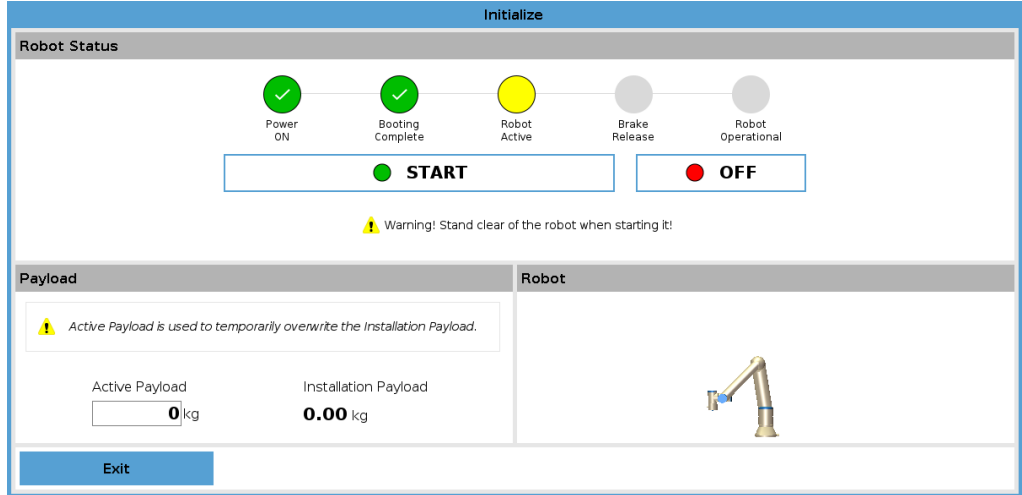 Initialize
Robot Status
Power
ON
Booting
Complete
Robot
Active
Brake
Release
Robot
Operational
START
OFF
Warning! Stand clear of the robot when starting it!
Payload
Active Payload is used to temporarily overwrite the Installation Payload.
Active Payload
0 kg
Installation Payload
0.00 kg
Robot
Exit